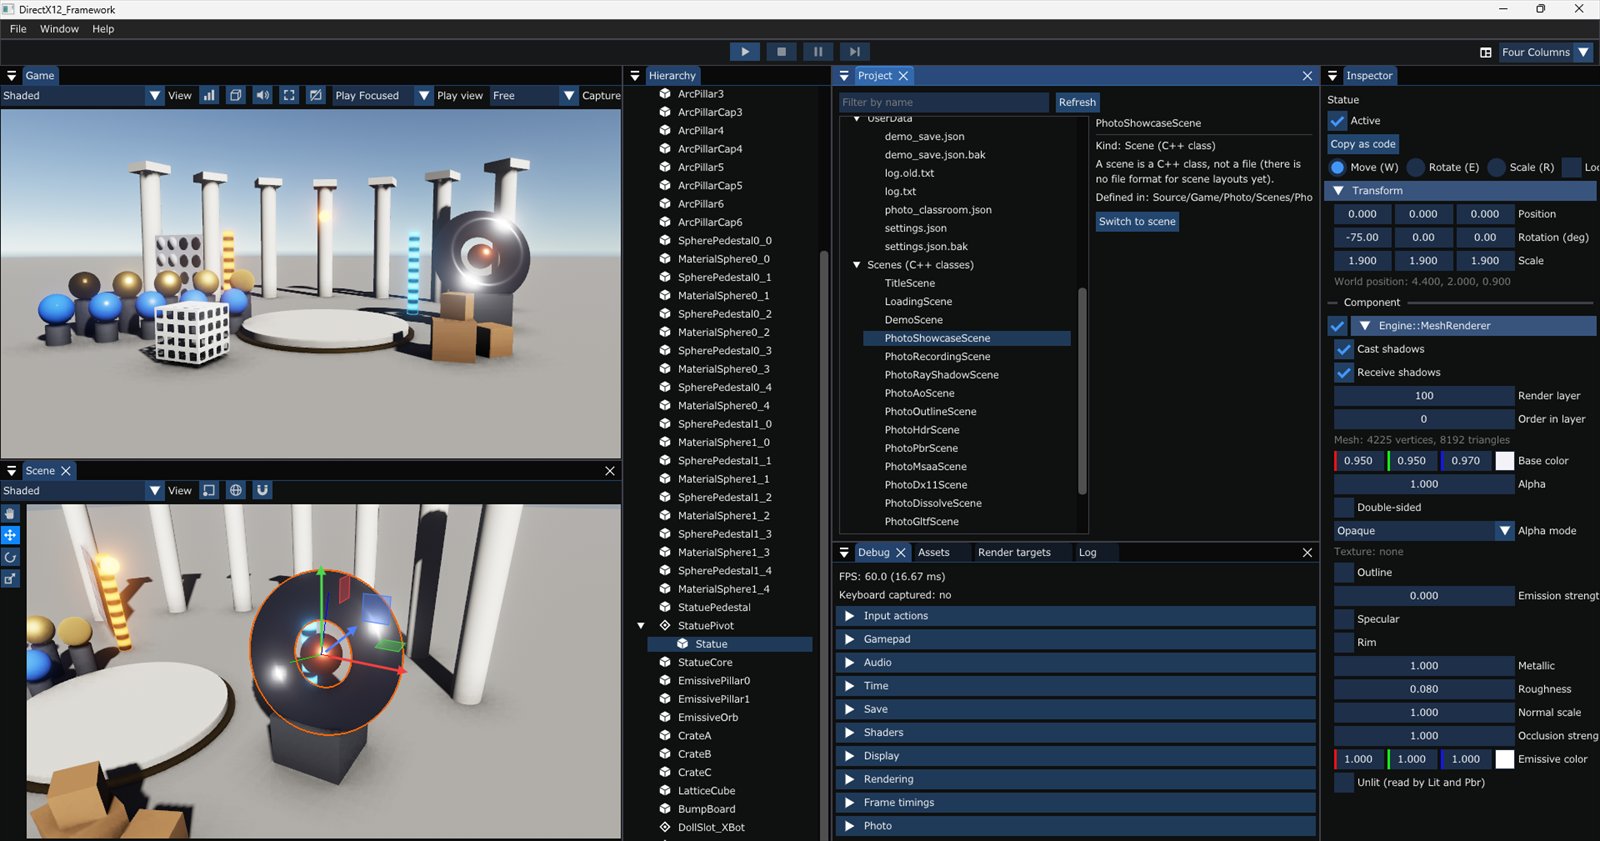 DirectX12_Framework
File Window Help
Four Columns
Game
Shaded View Play Focused Play view Free Capture
Scene
Shaded View
Hierarchy
ArcPillar3
ArcPillarCap3
ArcPillar4
ArcPillarCap4
ArcPillar5
ArcPillarCap5
ArcPillar6
ArcPillarCap6
SpherePedestal0_0
MaterialSphere0_0
SpherePedestal0_1
MaterialSphere0_1
SpherePedestal0_2
MaterialSphere0_2
SpherePedestal0_3
MaterialSphere0_3
SpherePedestal0_4
MaterialSphere0_4
SpherePedestal1_0
MaterialSphere1_0
SpherePedestal1_1
MaterialSphere1_1
SpherePedestal1_2
MaterialSphere1_2
SpherePedestal1_3
MaterialSphere1_3
SpherePedestal1_4
MaterialSphere1_4
StatuePedestal
StatuePivot
Statue
StatueCore
EmissivePillar0
EmissivePillar1
EmissiveOrb
CrateA
CrateB
CrateC
LatticeCube
BumpBoard
DollSlot_XBot
Project
Filter by name Refresh
UserData
demo_save.json
demo_save.json.bak
log.old.txt
log.txt
photo_classroom.json
settings.json
settings.json.bak
Scenes (C++ classes)
TitleScene
LoadingScene
DemoScene
PhotoShowcaseScene
PhotoRecordingScene
PhotoRayShadowScene
PhotoAoScene
PhotoOutlineScene
PhotoHdrScene
PhotoPbrScene
PhotoMsaaScene
PhotoDx11Scene
PhotoDissolveScene
PhotoGltfScene
PhotoShowcaseScene
Kind: Scene (C++ class)
A scene is a C++ class, not a file (there is
no file format for scene layouts yet).
Defined in: Source/Game/Photo/Scenes/Pho
Switch to scene
Debug Assets Render targets Log
FPS: 60.0 (16.67 ms)
Keyboard captured: no
Input actions
Gamepad
Audio
Time
Save
Shaders
Display
Rendering
Frame timings
Photo
Inspector
Statue
Active
Copy as code
Move (W) Rotate (E) Scale (R) Loc
Transform
0.000 0.000 0.000 Position
-75.00 0.00 0.00 Rotation (deg)
1.900 1.900 1.900 Scale
World position: 4.400, 2.000, 0.900
Component
Engine::MeshRenderer
Cast shadows
Receive shadows
100 Render layer
0 Order in layer
Mesh: 4225 vertices, 8192 triangles
0.950 0.950 0.970 Base color
1.000 Alpha
Double-sided
Opaque Alpha mode
Texture: none
Outline
0.000 Emission strengt
Specular
Rim
1.000 Metallic
0.080 Roughness
1.000 Normal scale
1.000 Occlusion streng
1.000 1.000 1.000 Emissive color
Unlit (read by Lit and Pbr)